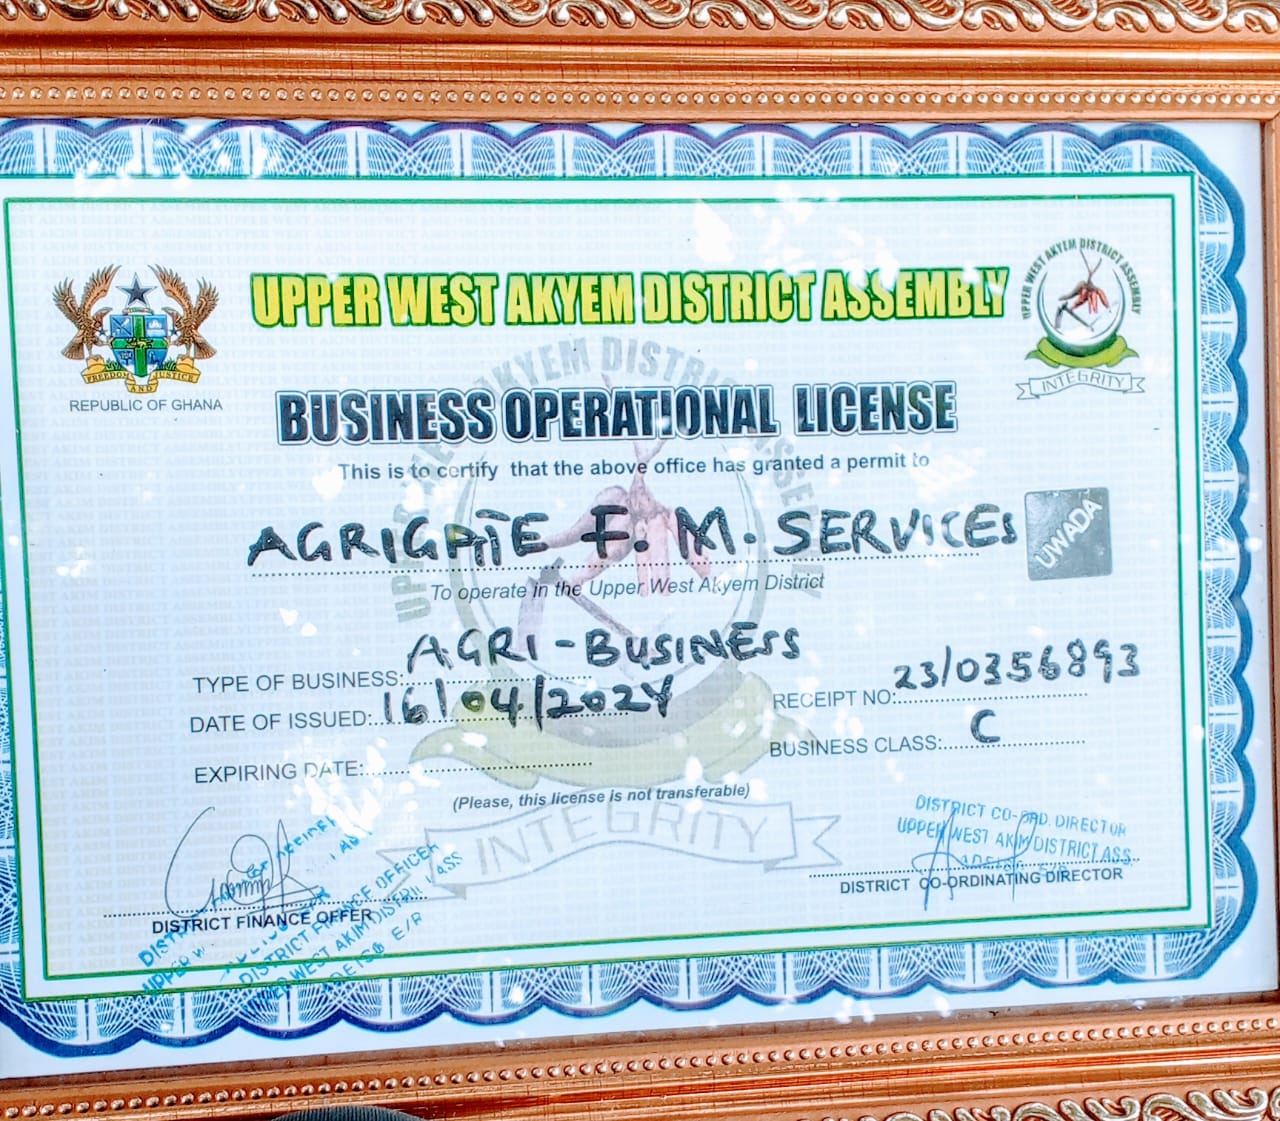 UPPER WEST AKYEM DISTRICT ASSEMBLY
UPPER WEST AKYEM DISTRICT ASSEMBLY
INTEGRITY
FREEDOM AND JUSTICE
REPUBLIC OF GHANA
BUSINESS OPERATIONAL LICENSE
This is to certify that the above office has granted a permit to
AGRIGATE F. M. SERVICES
UWADA
To operate in the Upper West Akyem District
TYPE OF BUSINESS: AGRI-BUSINESS
DATE OF ISSUED: 16/04/2024
RECEIPT NO: 23/0356893
BUSINESS CLASS: C
EXPIRING DATE:
(Please, this license is not transferable)
INTEGRITY
DISTRICT CO-ORD. DIRECTOR
UPPER WEST AKIM DISTRICT ASS.
DISTRICT CO-ORDINATING DIRECTOR
DISTRICT FINANCE OFFER
DISTRICT FINANCE OFFICER
WEST AKIM DISTRICT ASS
E/R